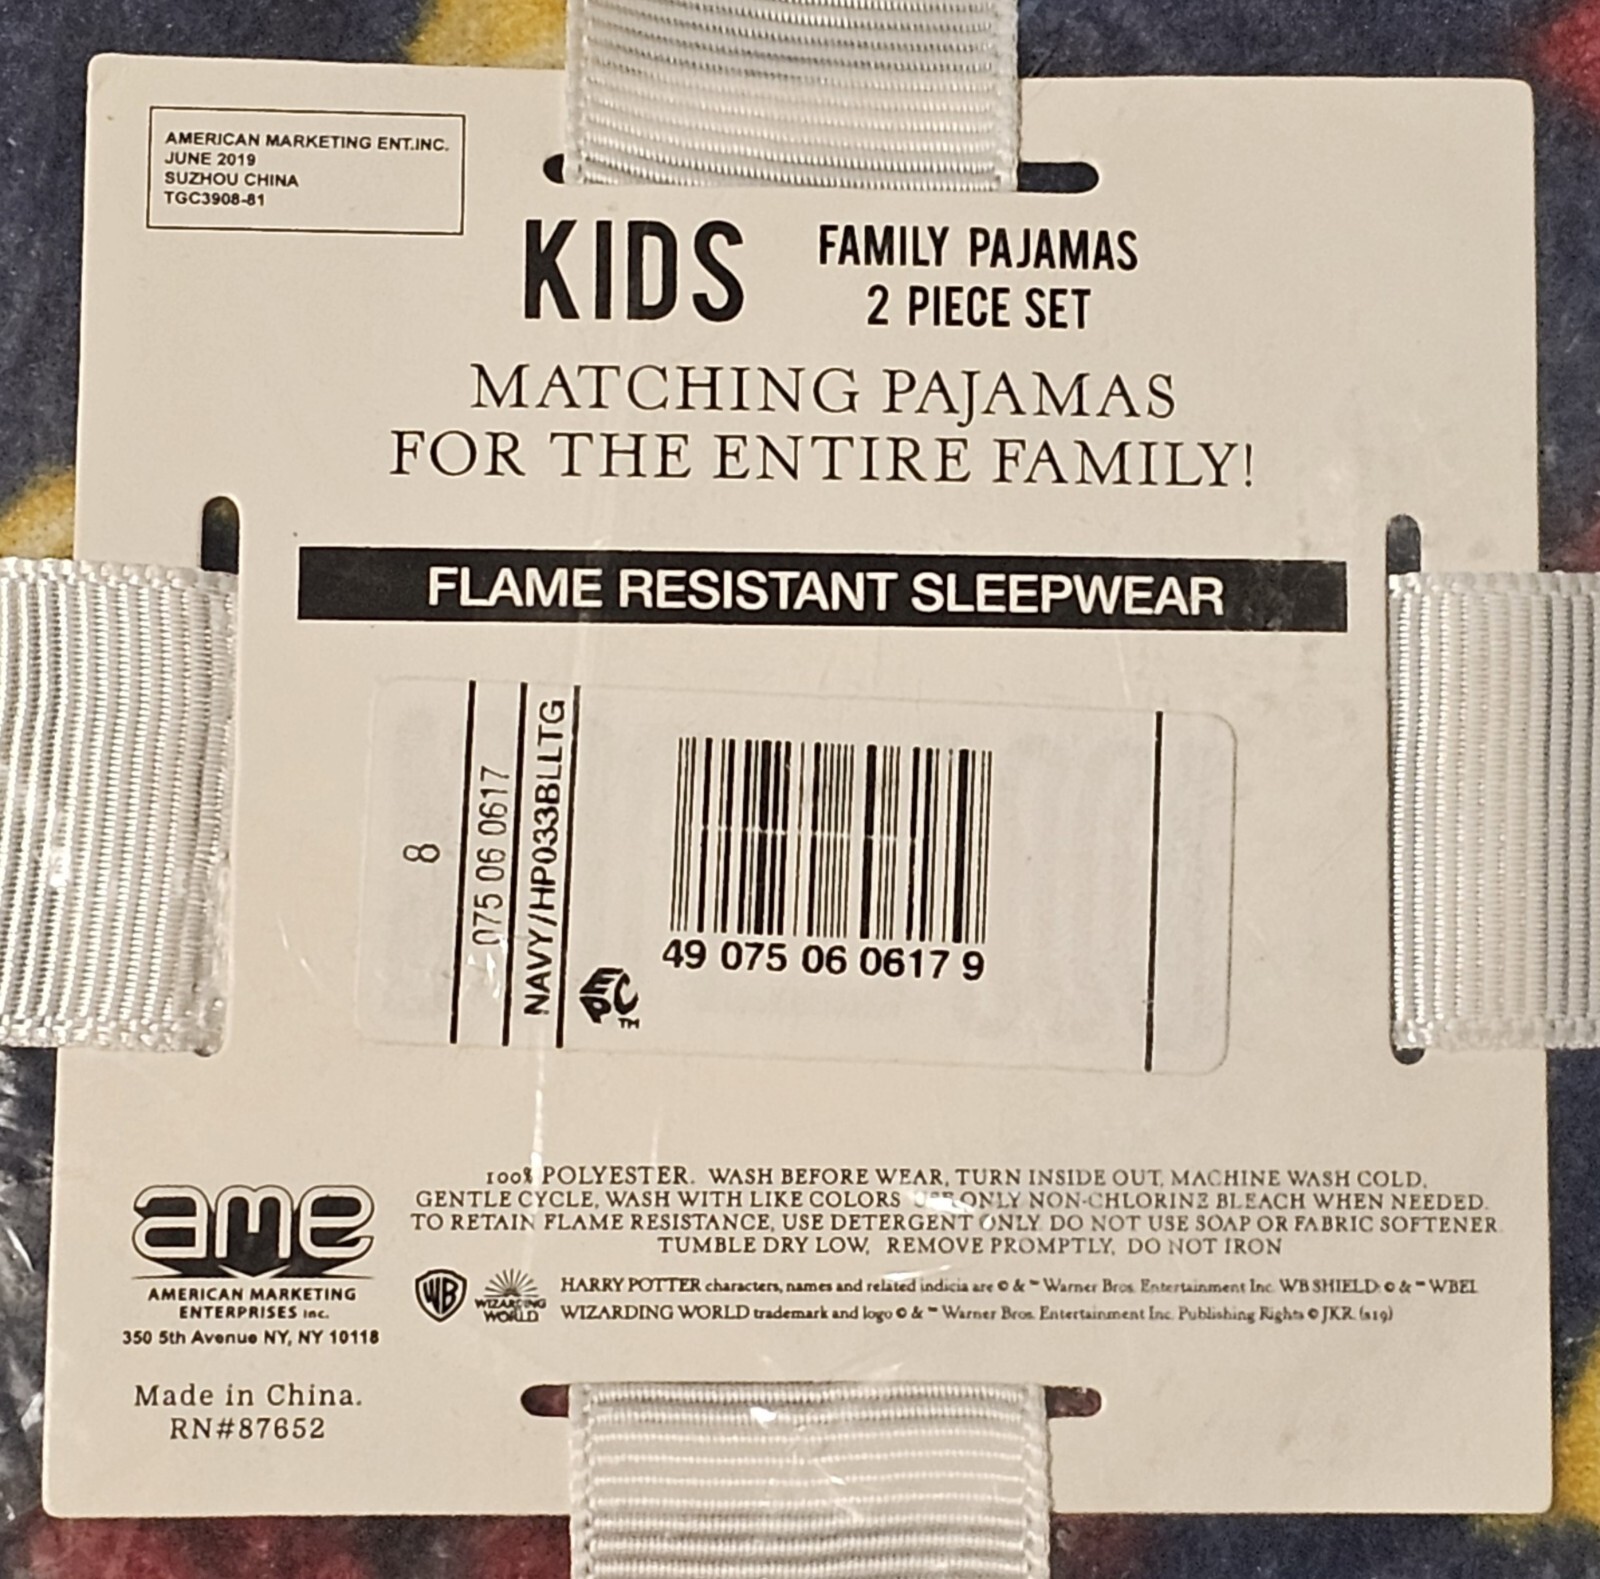 AMERICAN MARKETING ENT.INC.
JUNE 2019
SUZHOU CHINA
TGC3908-81
KIDS
FAMILY PAJAMAS
2 PIECE SET
MATCHING PAJAMAS
FOR THE ENTIRE FAMILY!
FLAME RESISTANT SLEEPWEAR
8
075 06 0617
NAVY/HP033BLLTG
EPC™
49 075 06 0617 9
100% POLYESTER. WASH BEFORE WEAR, TURN INSIDE OUT, MACHINE WASH COLD,
GENTLE CYCLE, WASH WITH LIKE COLORS USE ONLY NON-CHLORINE BLEACH WHEN NEEDED.
TO RETAIN FLAME RESISTANCE, USE DETERGENT ONLY. DO NOT USE SOAP OR FABRIC SOFTENER
TUMBLE DRY LOW, REMOVE PROMPTLY, DO NOT IRON
ame
AMERICAN MARKETING
ENTERPRISES Inc.
350 5th Avenue NY, NY 10118
WB
WIZARDING
WORLD
HARRY POTTER characters, names and related indicia are © & ™ Warner Bros. Entertainment Inc. WB SHIELD: © & ™ WBEI.
WIZARDING WORLD trademark and logo © & ™ Warner Bros. Entertainment Inc. Publishing Rights © JKR. (s19)
Made in China.
RN#87652